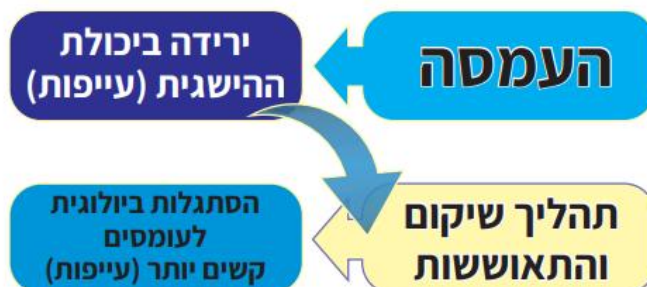 העמסה
ירידה ביכולת
ההישגית (עייפות)
תהליך שיקום
והתאוששות
הסתגלות ביולוגית
לעומסים
קשים יותר (עייפות)